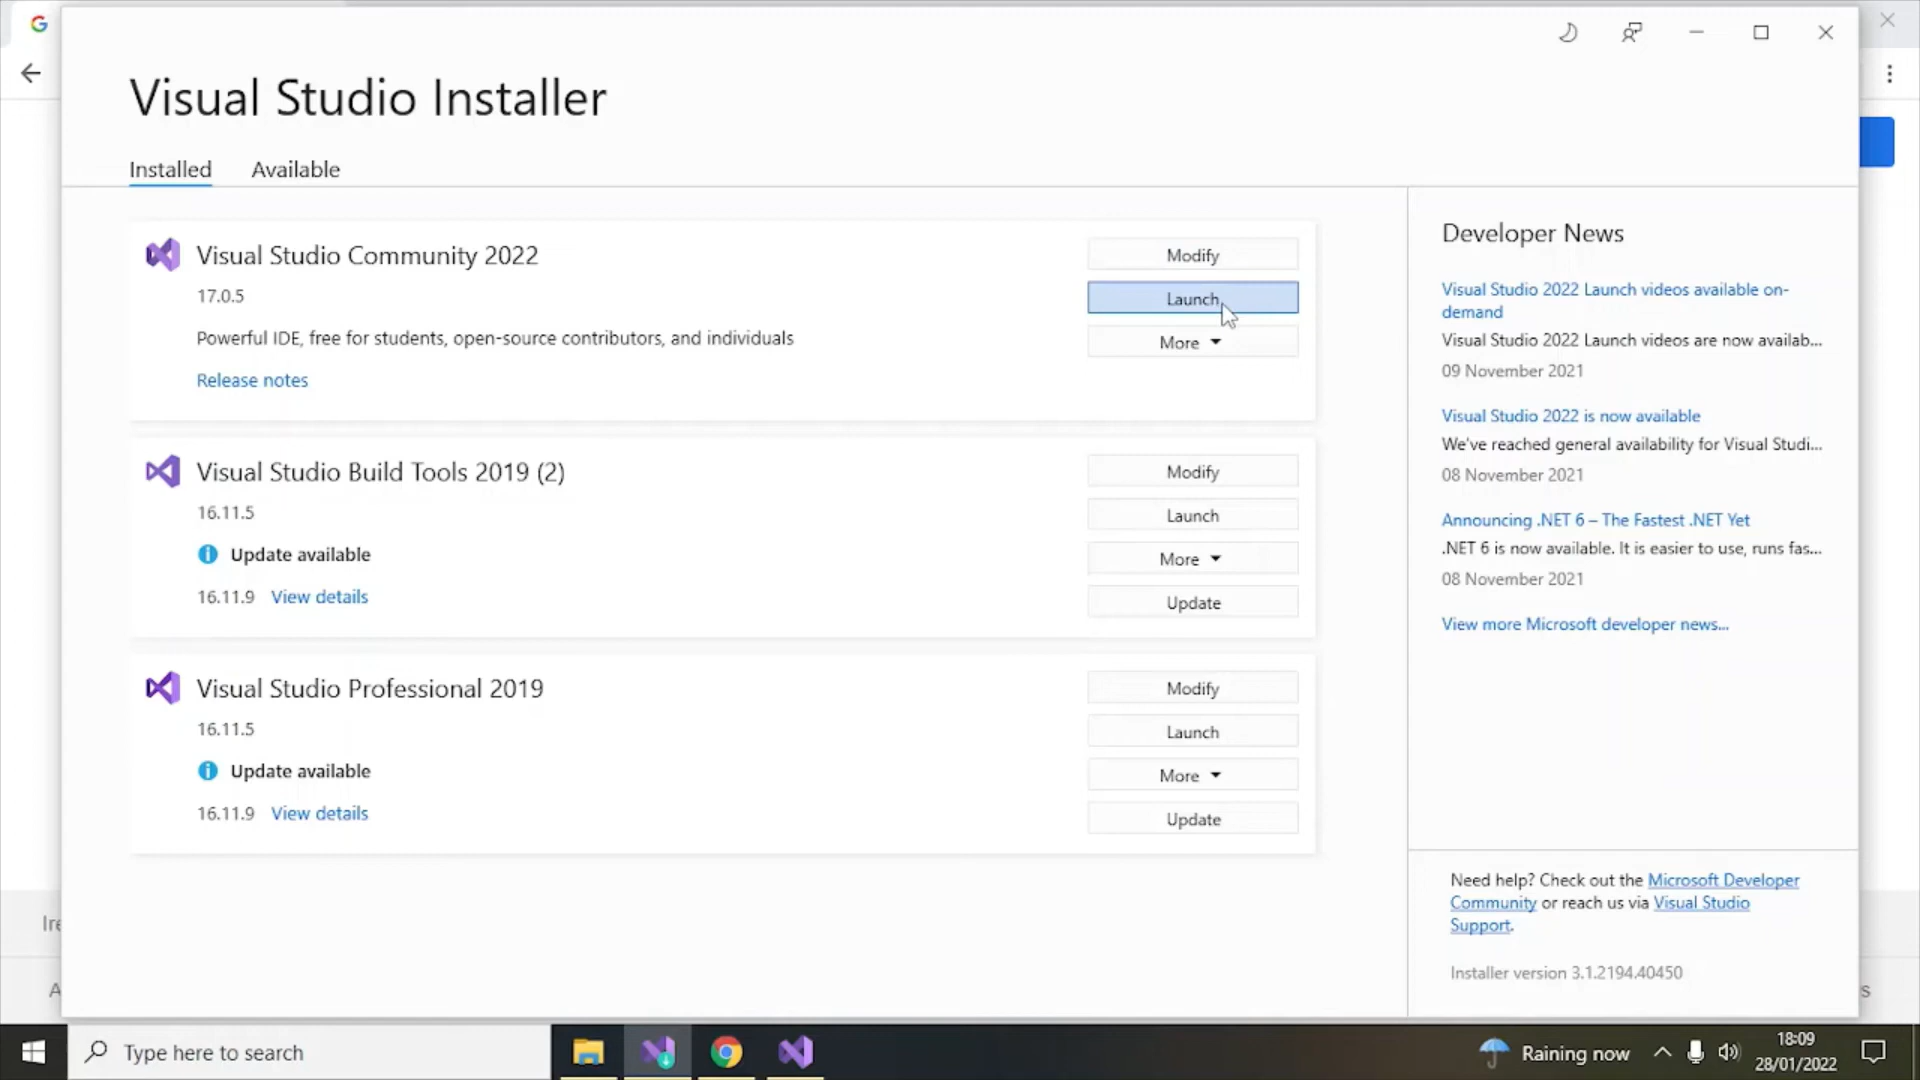 Visual Studio Installer
Installed
Available
Visual Studio Community 2022
17.0.5
Powerful IDE, free for students, open-source contributors, and individuals
Release notes
Modify
Launch
More
Visual Studio Build Tools 2019 (2)
16.11.5
Update available
16.11.9 View details
Modify
Launch
More
Update
Visual Studio Professional 2019
16.11.5
Update available
16.11.9 View details
Modify
Launch
More
Update
Developer News
Visual Studio 2022 Launch videos available on-
demand
Visual Studio 2022 Launch videos are now availab...
09 November 2021
Visual Studio 2022 is now available
We've reached general availability for Visual Studi...
08 November 2021
Announcing .NET 6 – The Fastest .NET Yet
.NET 6 is now available. It is easier to use, runs fas...
08 November 2021
View more Microsoft developer news...
Need help? Check out the Microsoft Developer
Community or reach us via Visual Studio
Support.
Installer version 3.1.2194.40450
Type here to search
Raining now
18:09
28/01/2022